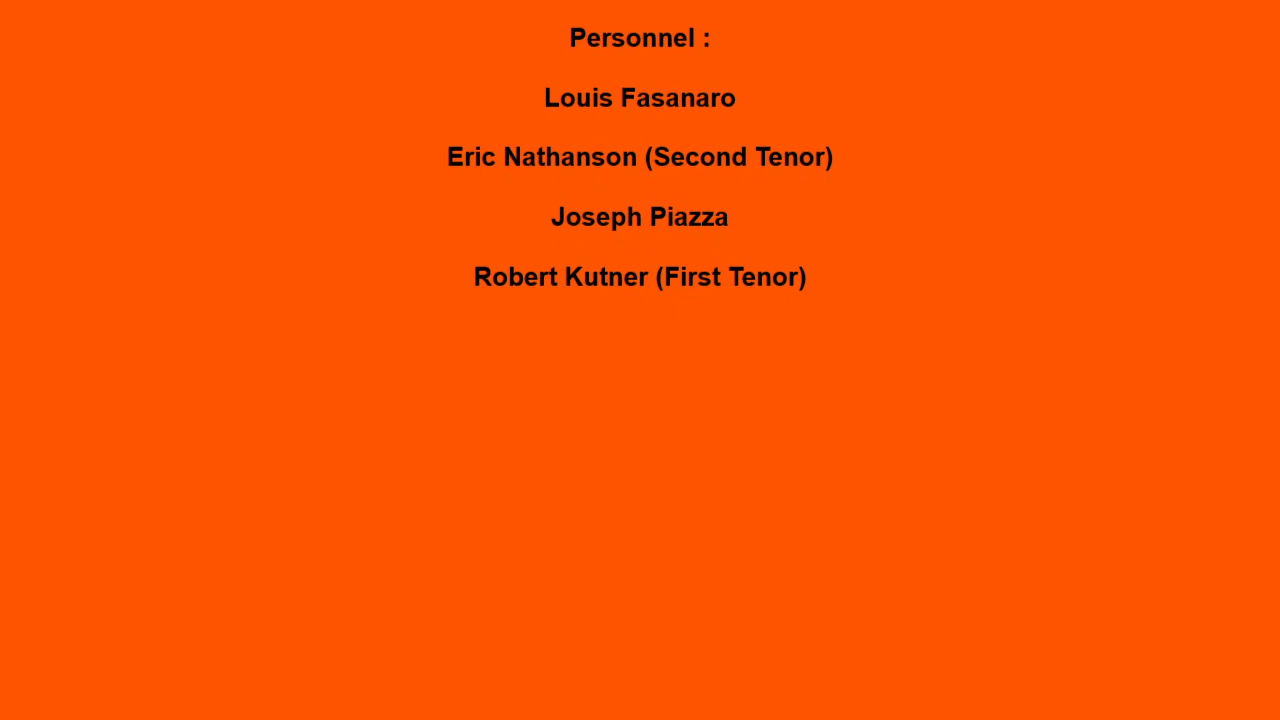 Personnel :
Louis Fasanaro
Eric Nathanson (Second Tenor)
Joseph Piazza
Robert Kutner (First Tenor)